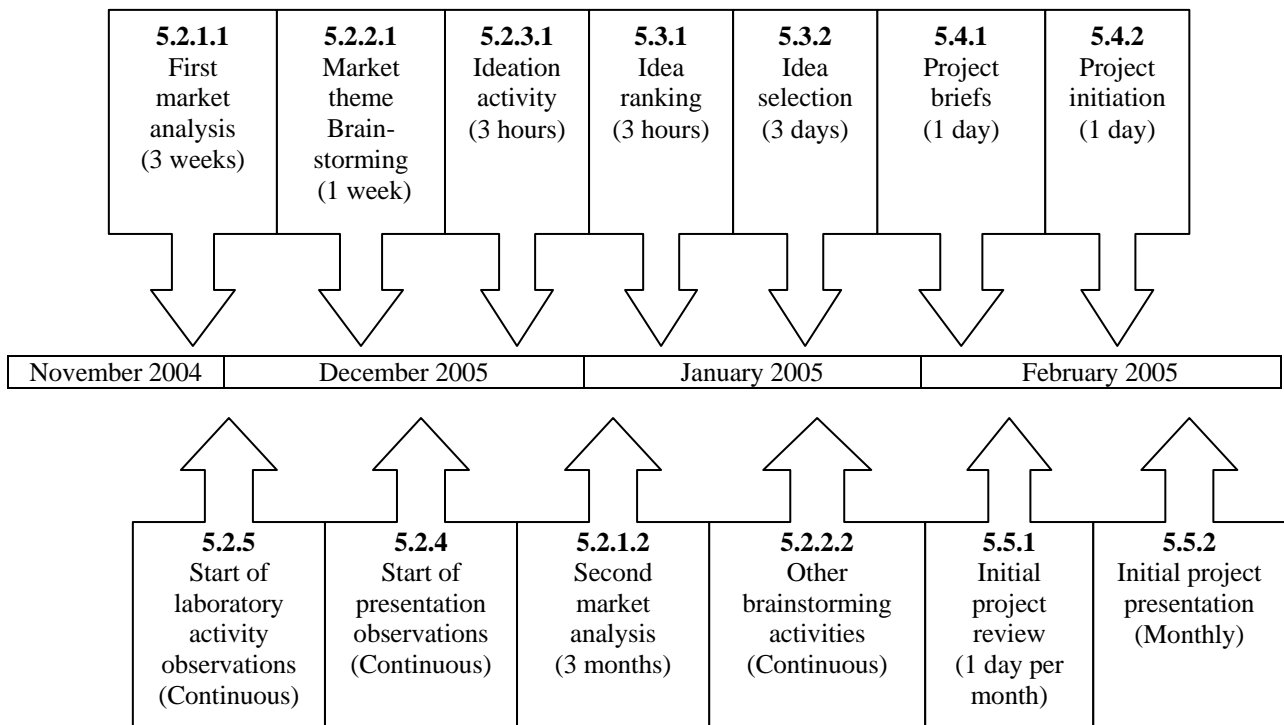 5.2.1.1
First
market
analysis
(3 weeks)
5.2.2.1
Market
theme
Brain-
storming
(1 week)
5.2.3.1
Ideation
activity
(3 hours)
5.3.1
Idea
ranking
(3 hours)
5.3.2
Idea
selection
(3 days)
5.4.1
Project
briefs
(1 day)
5.4.2
Project
initiation
(1 day)
November 2004
December 2005
January 2005
February 2005
5.2.5
Start of
laboratory
activity
observations
(Continuous)
5.2.4
Start of
presentation
observations
(Continuous)
5.2.1.2
Second
market
analysis
(3 months)
5.2.2.2
Other
brainstorming
activities
(Continuous)
5.5.1
Initial
project
review
(1 day per
month)
5.5.2
Initial project
presentation
(Monthly)